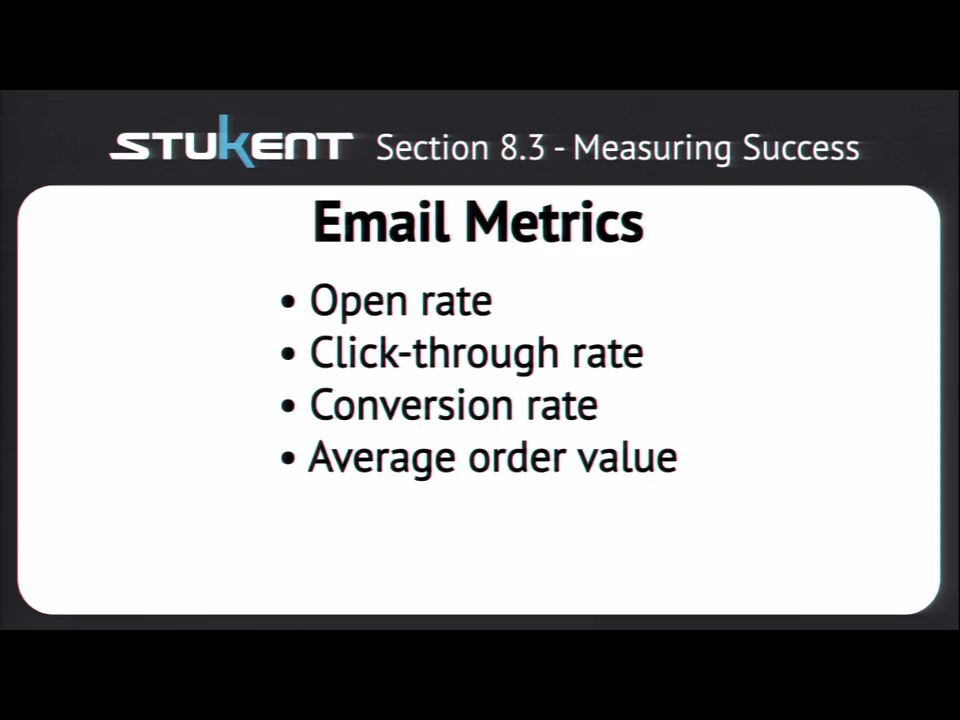 STUKENT Section 8.3 - Measuring Success
Email Metrics
• Open rate
• Click-through rate
• Conversion rate
• Average order value